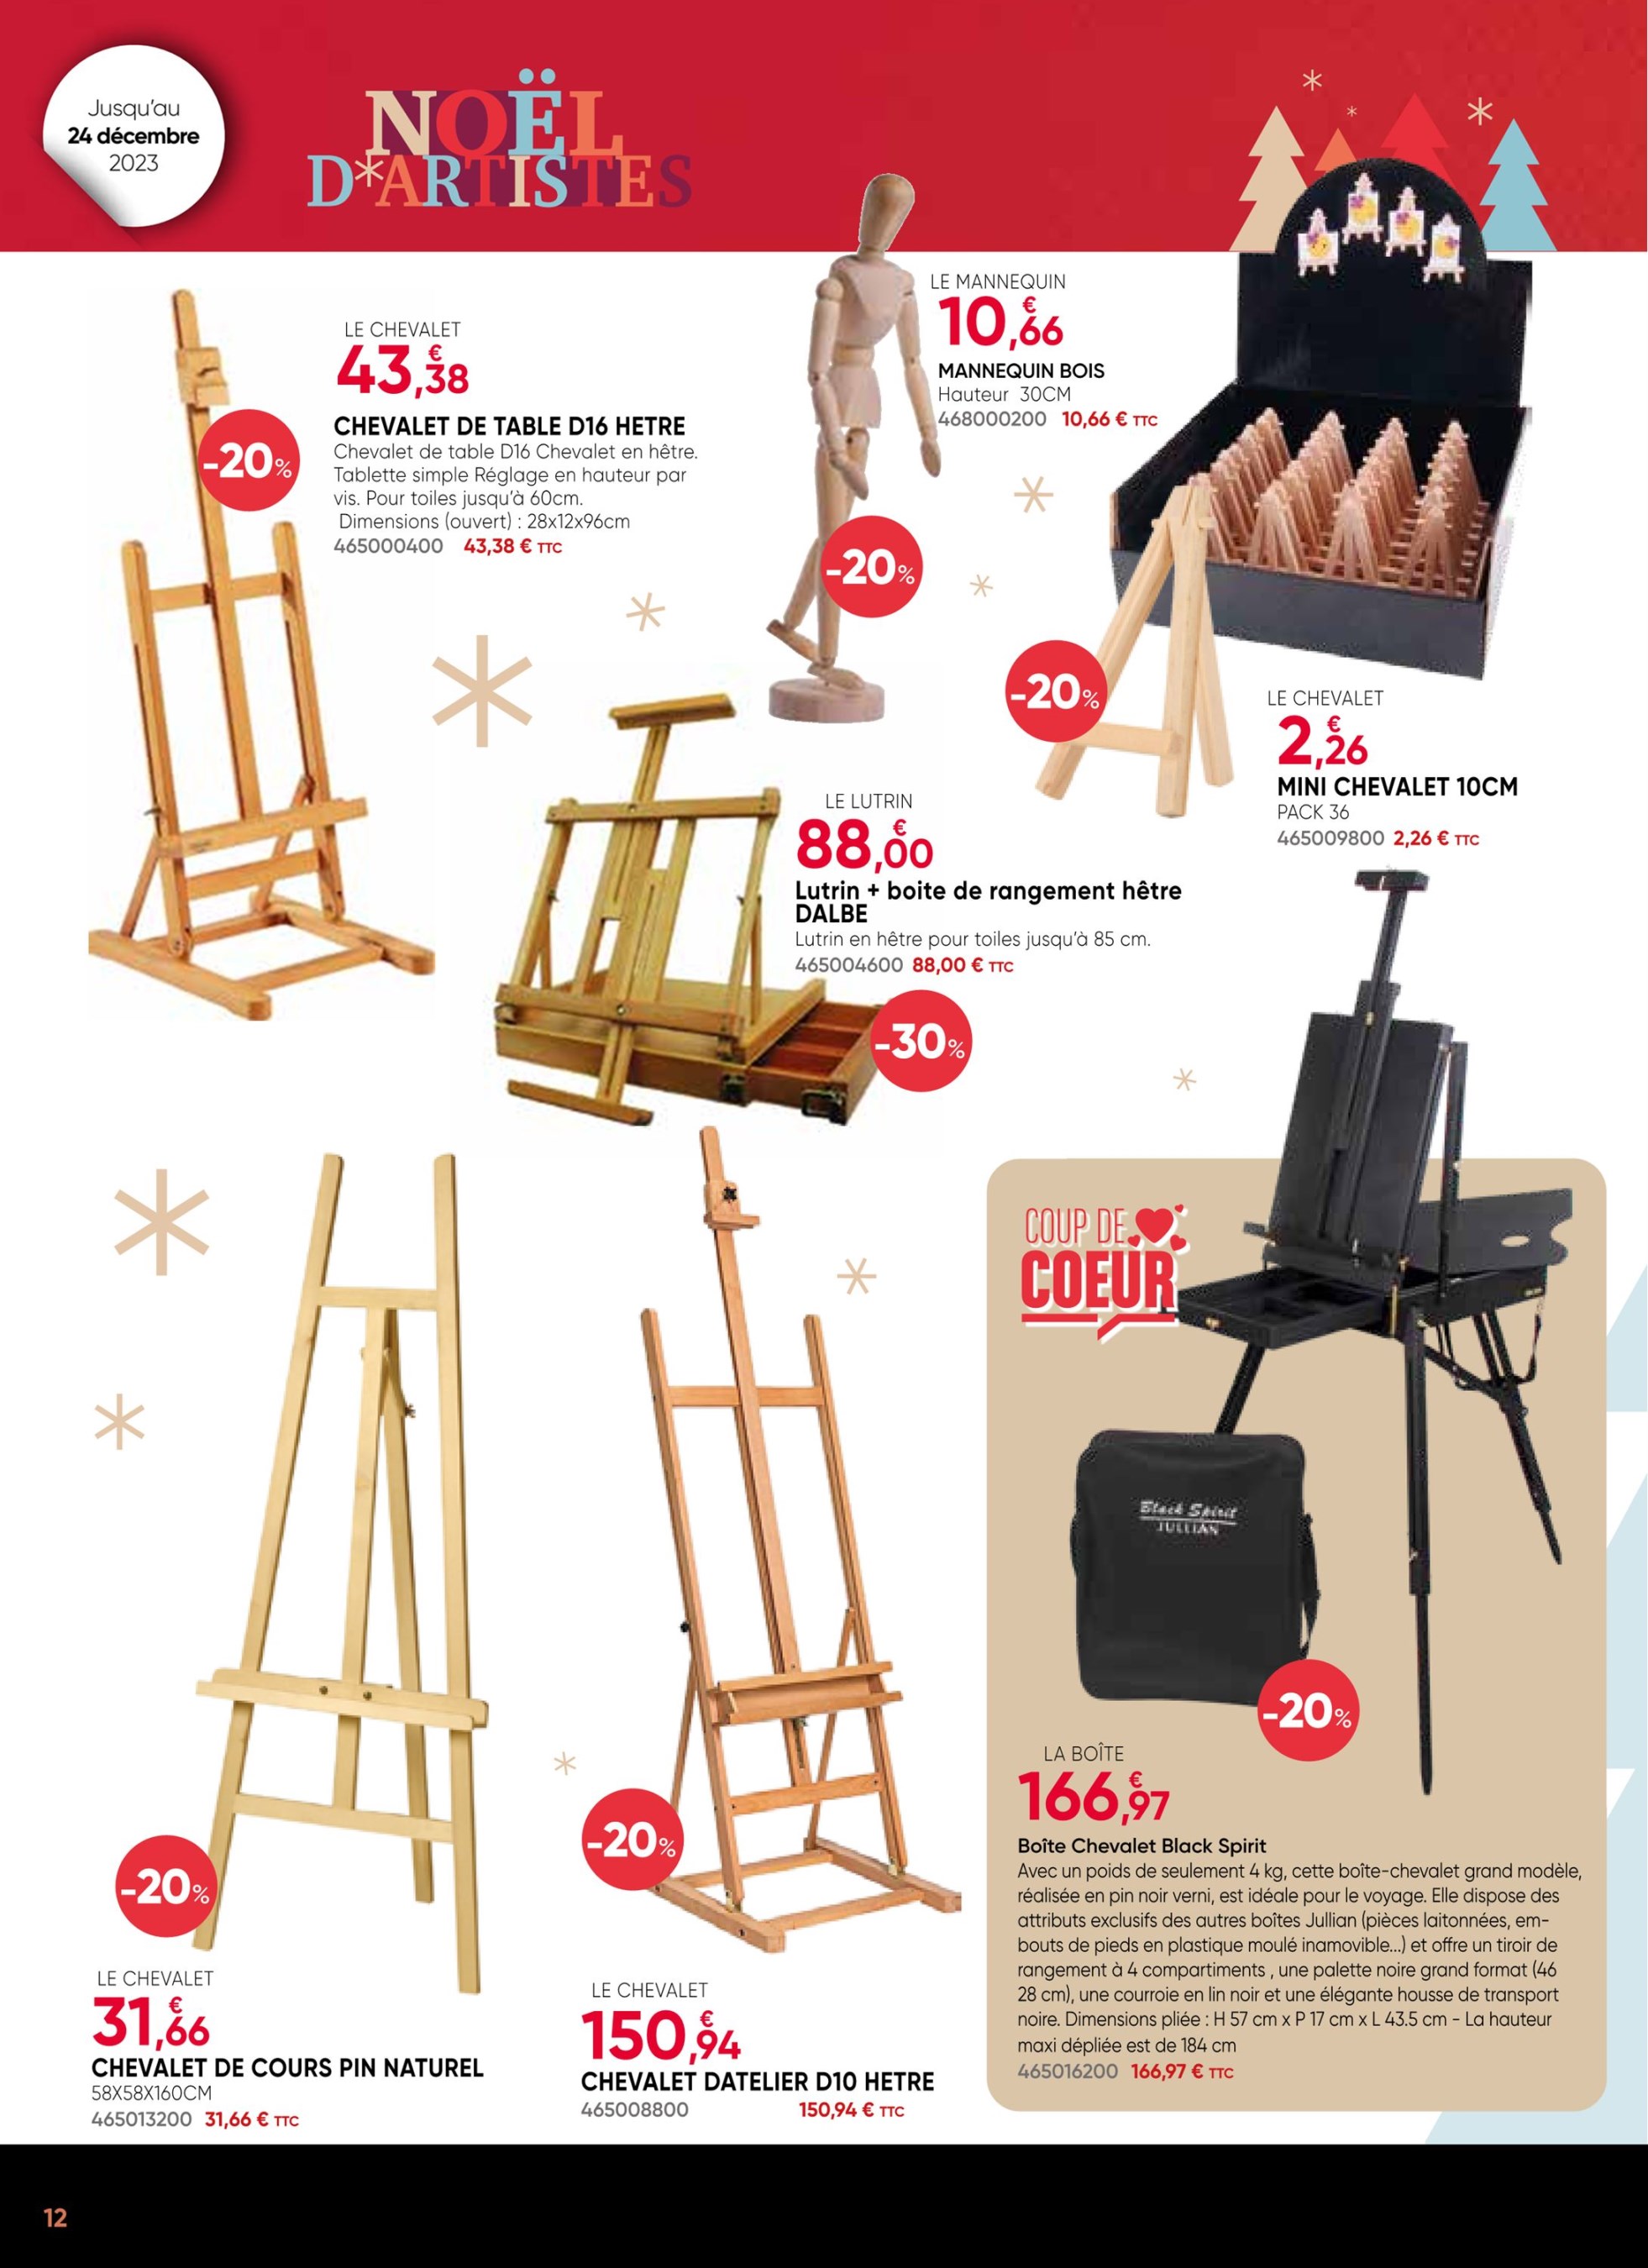 Jusqu'au
24 décembre
2023
NOËL
D*ARTISTES
LE CHEVALET
43,€38
-20%
CHEVALET DE TABLE D16 HETRE
Chevalet de table D16 Chevalet en hêtre.
Tablette simple Réglage en hauteur par
vis. Pour toiles jusqu'à 60cm.
Dimensions (ouvert) : 28x12x96cm
465000400 43,38 € TTC
LE MANNEQUIN
10,€66
MANNEQUIN BOIS
Hauteur 30CM
468000200 10,66 € TTC
-20%
-20%
LE CHEVALET
2,€26
MINI CHEVALET 10CM
PACK 36
465009800 2,26 € TTC
LE LUTRIN
88,€00
Lutrin + boite de rangement hêtre
DALBE
Lutrin en hêtre pour toiles jusqu'à 85 cm.
465004600 88,00 € TTC
-30%
COUP DE
COEUR
Black Spirit
JULLIAN
-20%
LA BOÎTE
166,€97
Boîte Chevalet Black Spirit
Avec un poids de seulement 4 kg, cette boîte-chevalet grand modèle,
réalisée en pin noir verni, est idéale pour le voyage. Elle dispose des
attributs exclusifs des autres boîtes Jullian (pièces laitonnées, em-
bouts de pieds en plastique moulé inamovible...) et offre un tiroir de
rangement à 4 compartiments , une palette noire grand format (46
28 cm), une courroie en lin noir et une élégante housse de transport
noire. Dimensions pliée : H 57 cm x P 17 cm x L 43.5 cm - La hauteur
maxi dépliée est de 184 cm
465016200 166,97 € TTC
-20%
LE CHEVALET
31,€66
CHEVALET DE COURS PIN NATUREL
58X58X160CM
465013200 31,66 € TTC
-20%
LE CHEVALET
150,€94
CHEVALET DATELIER D10 HETRE
465008800 150,94 € TTC
12